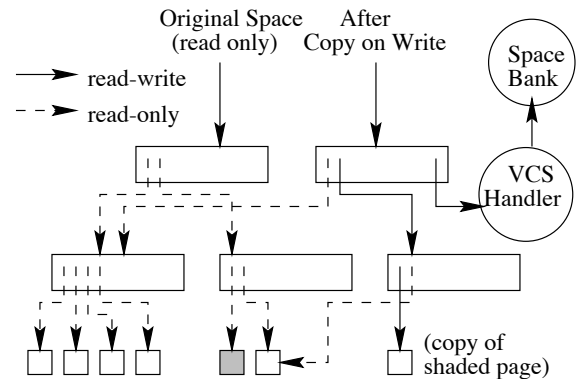 Original Space
(read only)
After
Copy on Write
Space
Bank
read-write
read-only
VCS
Handler
(copy of
shaded page)